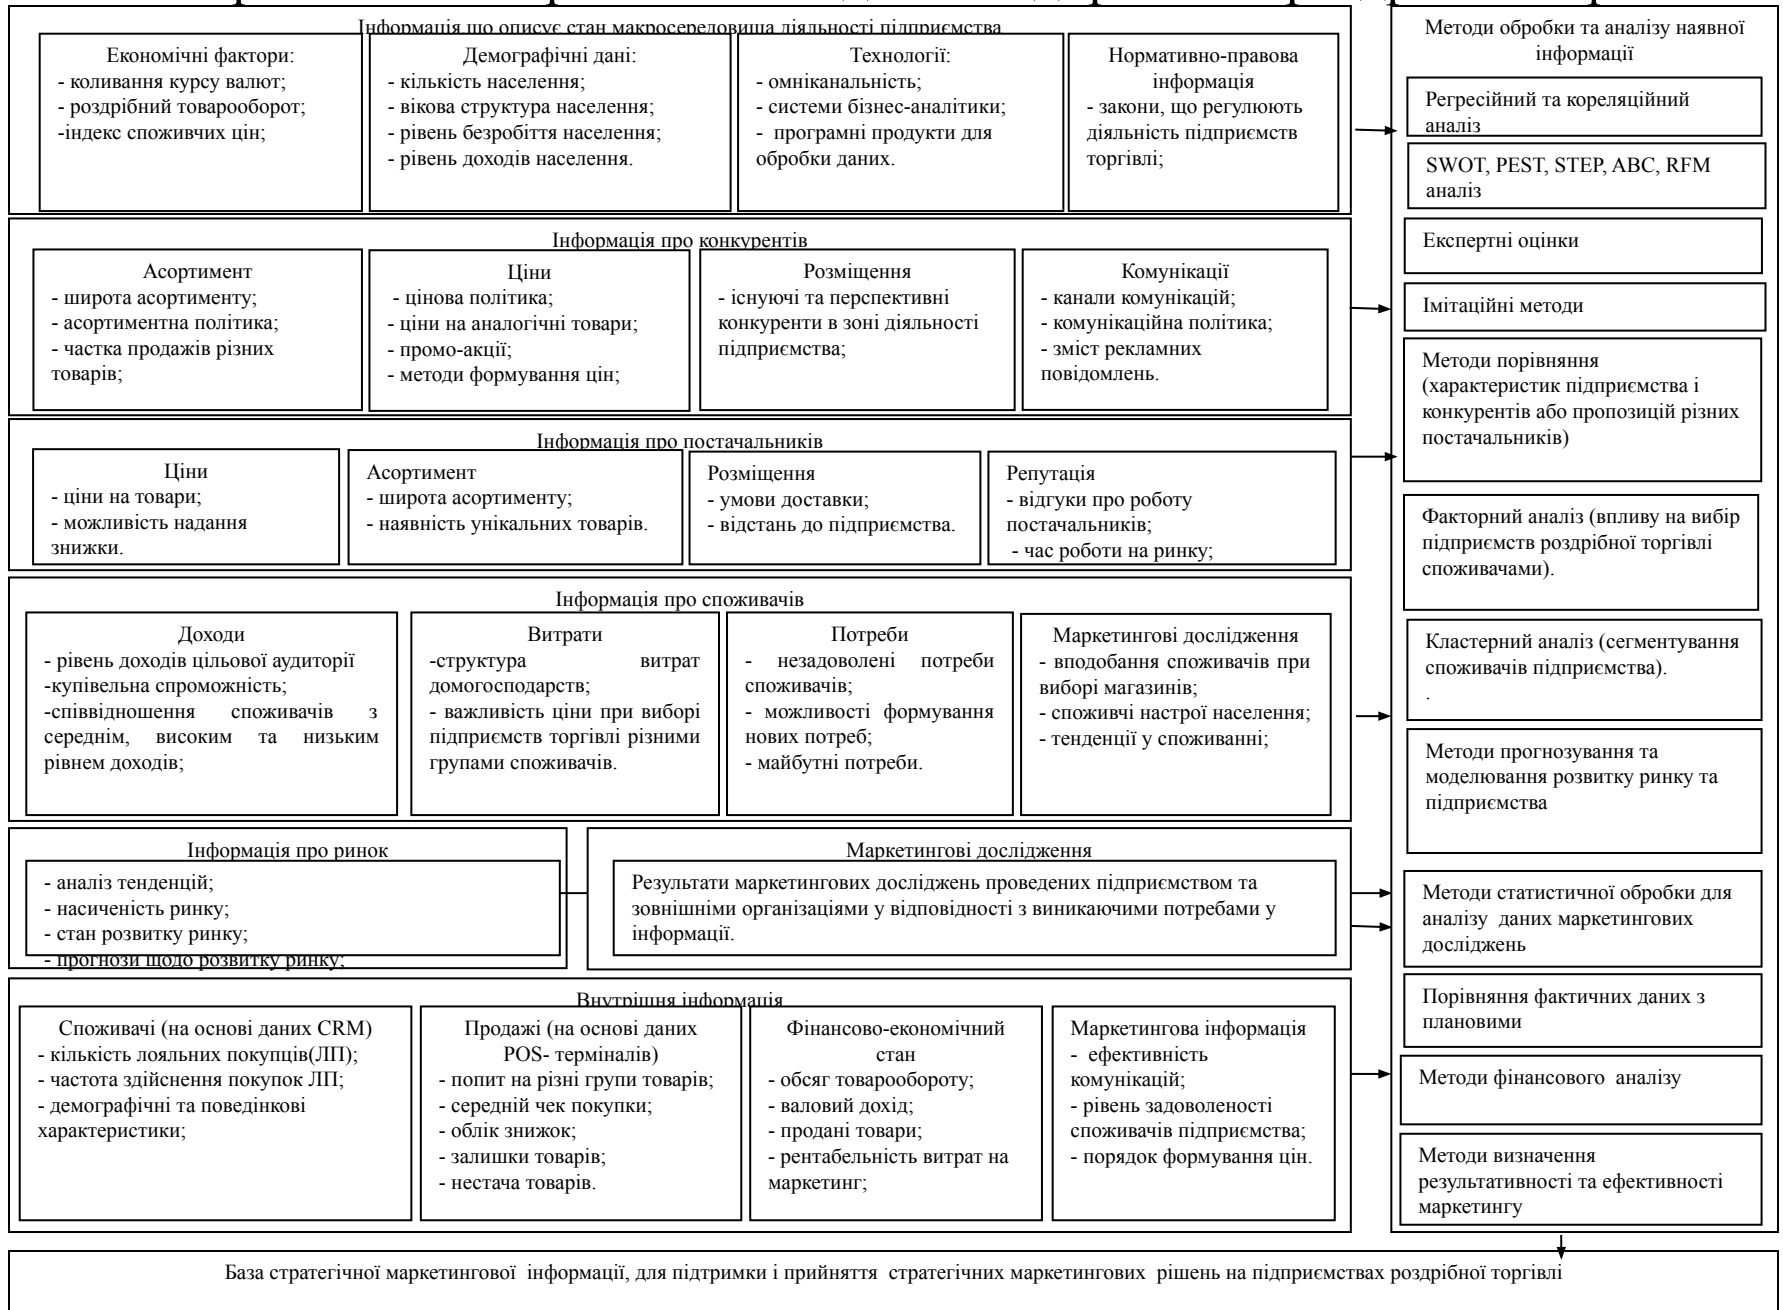 Інформація що описує стан макросередовища діяльності підприємства
Економічні фактори:
- коливання курсу валют;
- роздрібний товарооборот;
-індекс споживчих цін;
Демографічні дані:
- кількість населення;
- вікова структура населення;
- рівень безробіття населення;
- рівень доходів населення.
Технології:
- омніканальність;
- системи бізнес-аналітики;
- програмні продукти для
обробки даних.
Нормативно-правова
інформація
- закони, що регулюють
діяльність підприємств
торгівлі;
Інформація про конкурентів
Асортимент
- широта асортименту;
- асортиментна політика;
- частка продажів різних
товарів;
Ціни
- цінова політика;
- ціни на аналогічні товари;
- промо-акції;
- методи формування цін;
Розміщення
- існуючі та перспективні
конкуренти в зоні діяльності
підприємства;
Комунікації
- канали комунікацій;
- комунікаційна політика;
- зміст рекламних
повідомлень.
Інформація про постачальників
Ціни
- ціни на товари;
- можливість надання
знижки.
Асортимент
- широта асортименту;
- наявність унікальних товарів.
Розміщення
- умови доставки;
- відстань до підприємства.
Репутація
- відгуки про роботу
постачальників;
- час роботи на ринку;
Інформація про споживачів
Доходи
- рівень доходів цільової аудиторії
-купівельна спроможність;
-співвідношення споживачів з
середнім, високим та низьким
рівнем доходів;
Витрати
-структура витрат
домогосподарств;
- важливість ціни при виборі
підприємств торгівлі різними
групами споживачів.
Потреби
- незадоволені потреби
споживачів;
- можливості формування
нових потреб;
- майбутні потреби.
Маркетингові дослідження
- вподобання споживачів при
виборі магазинів;
- споживчі настрої населення;
- тенденції у споживанні;
Інформація про ринок
- аналіз тенденцій;
- насиченість ринку;
- стан розвитку ринку;
- прогнози щодо розвитку ринку;
Маркетингові дослідження
Результати маркетингових досліджень проведених підприємством та
зовнішніми організаціями у відповідності з виникаючими потребами у
інформації.
Внутрішня інформація
Споживачі (на основі даних CRM)
- кількість лояльних покупців(ЛП);
- частота здійснення покупок ЛП;
- демографічні та поведінкові
характеристики;
Продажі (на основі даних
POS- терміналів)
- попит на різні групи товарів;
- середній чек покупки;
- облік знижок;
- залишки товарів;
- нестача товарів.
Фінансово-економічний
стан
- обсяг товарообороту;
- валовий дохід;
- продані товари;
- рентабельність витрат на
маркетинг;
Маркетингова інформація
- ефективність
комунікацій;
- рівень задоволеності
споживачів підприємства;
- порядок формування цін.
Методи обробки та аналізу наявної
інформації
Регресійний та кореляційний
аналіз
SWOT, PEST, STEP, ABC, RFM
аналіз
Експертні оцінки
Імітаційні методи
Методи порівняння
(характеристик підприємства і
конкурентів або пропозицій різних
постачальників)
Факторний аналіз (впливу на вибір
підприємств роздрібної торгівлі
споживачами).
Кластерний аналіз (сегментування
споживачів підприємства).
.
Методи прогнозування та
моделювання розвитку ринку та
підприємства
Методи статистичної обробки для
аналізу даних маркетингових
досліджень
Порівняння фактичних даних з
плановими
Методи фінансового аналізу
Методи визначення
результативності та ефективності
маркетингу
База стратегічної маркетингової інформації, для підтримки і прийняття стратегічних маркетингових рішень на підприємствах роздрібної торгівлі